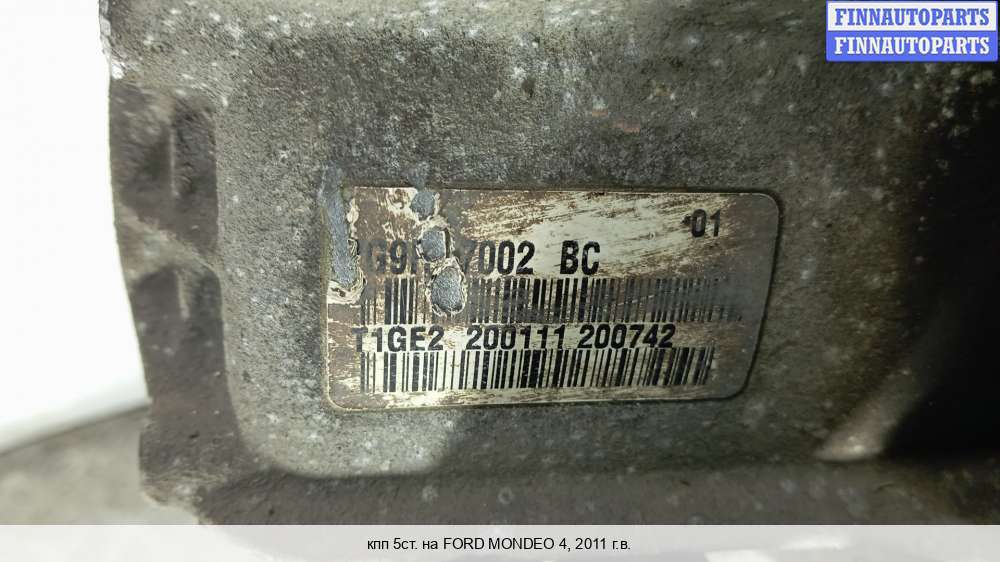 FINNAUTOPARTS
FINNAUTOPARTS
01
7002 BC
T1GE2 200111 200742
кпп 5ст. на FORD MONDEO 4, 2011 г.в.